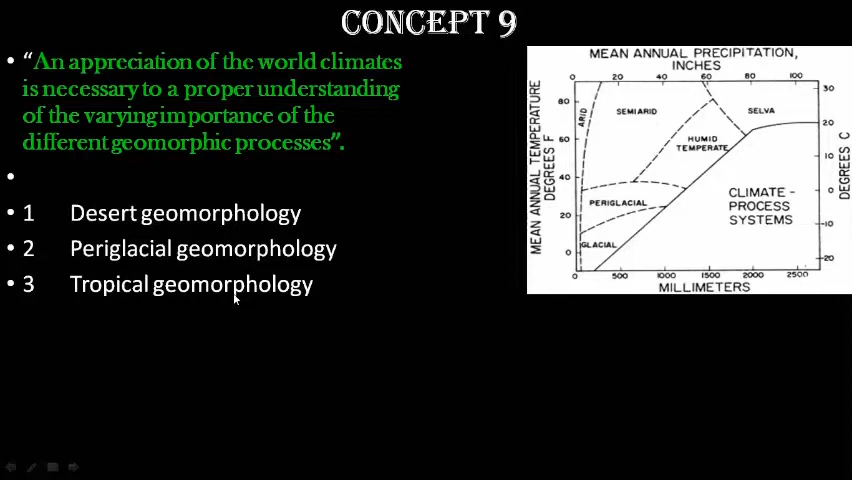 CONCEPT 9
• "An appreciation of the world climates
is necessary to a proper understanding
of the varying importance of the
different geomorphic processes".
•
• 1 Desert geomorphology
• 2 Periglacial geomorphology
• 3 Tropical geomorphology
MEAN ANNUAL PRECIPITATION,
INCHES
0 20 40 60 80 100
MEAN ANNUAL TEMPERATURE
DEGREES F
80
60
40
20
0
ARID
SEMIARID
SELVA
HUMID
TEMPERATE
PERIGLACIAL
GLACIAL
CLIMATE-
PROCESS
SYSTEMS
30
20
10
0
-10
-20
DEGREES C
0 500 1000 1500 2000 2500
MILLIMETERS